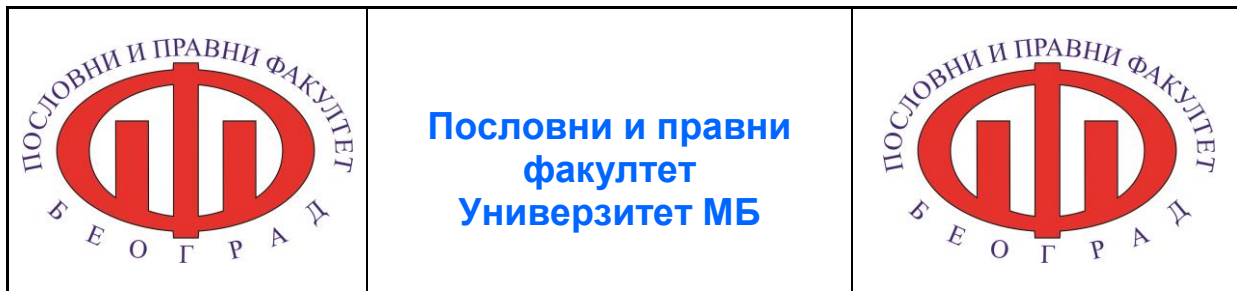 ПОСЛОВНИ И ПРАВНИ ФАКУЛТЕТ
БЕОГРАД
Пословни и правни
факултет
Универзитет МБ
ПОСЛОВНИ И ПРАВНИ ФАКУЛТЕТ
БЕОГРАД